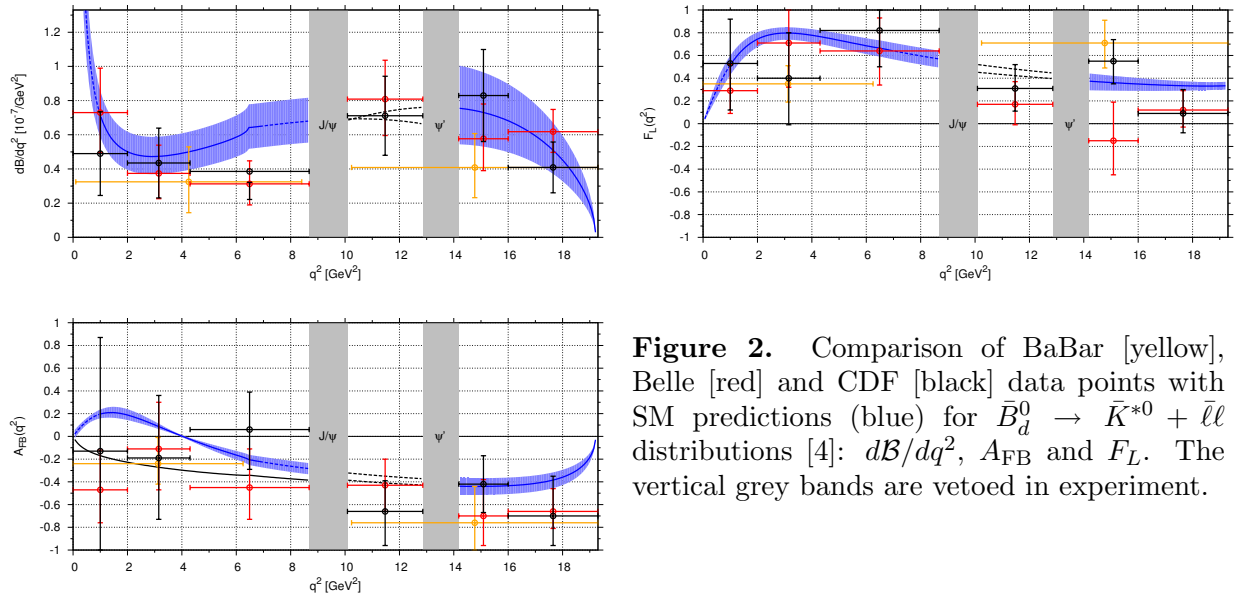 1.2
1
0.8
0.6
0.4
0.2
0
dB/dq² [10⁻⁷/GeV²]
J/ψ
ψ'
0 2 4 6 8 10 12 14 16 18
q² [GeV²]
1
0.8
0.6
0.4
0.2
0
-0.2
-0.4
-0.6
-0.8
-1
F_L(q²)
J/ψ
ψ'
0 2 4 6 8 10 12 14 16 18
q² [GeV²]
1
0.8
0.6
0.4
0.2
0
-0.2
-0.4
-0.6
-0.8
-1
A_FB(q²)
J/ψ
ψ'
0 2 4 6 8 10 12 14 16 18
q² [GeV²]
Figure 2. Comparison of BaBar [yellow],
Belle [red] and CDF [black] data points with
SM predictions (blue) for B̄⁰_d → K̄*⁰ + ℓ̄ℓ
distributions [4]: dℬ/dq², A_FB and F_L. The
vertical grey bands are vetoed in experiment.